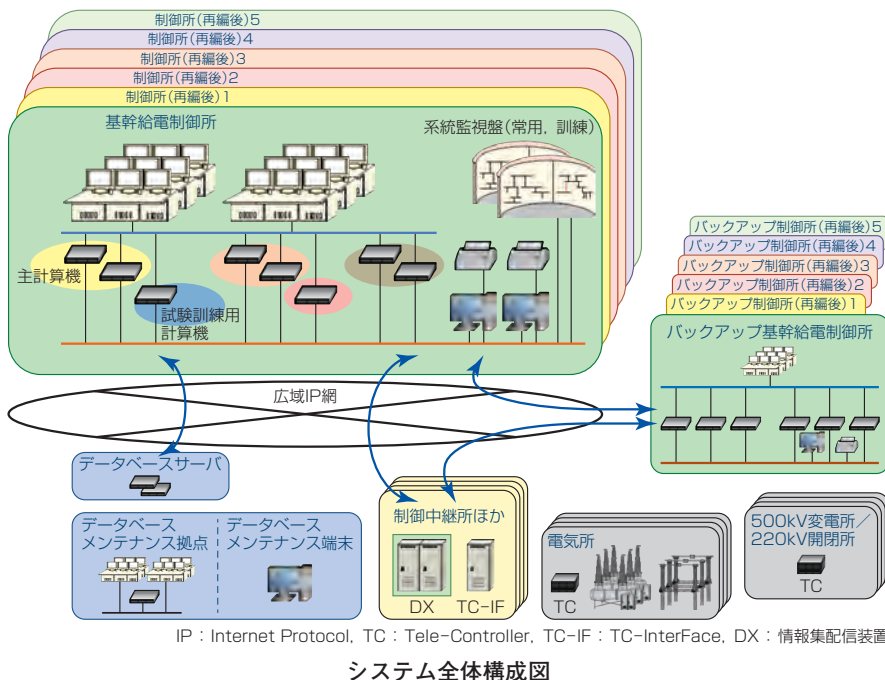 制御所(再編後)5
制御所(再編後)4
制御所(再編後)3
制御所(再編後)2
制御所(再編後)1
基幹給電制御所
系統監視盤(常用, 訓練)
主計算機
試験訓練用
計算機
バックアップ制御所(再編後)5
バックアップ制御所(再編後)4
バックアップ制御所(再編後)3
バックアップ制御所(再編後)2
バックアップ制御所(再編後)1
バックアップ基幹給電制御所
広域IP網
データベースサーバ
データベース
メンテナンス拠点
データベース
メンテナンス端末
制御中継所ほか
DX
TC-IF
電気所
TC
500kV変電所／
220kV開閉所
TC
IP：Internet Protocol, TC：Tele-Controller, TC-IF：TC-InterFace, DX：情報集配信装置
システム全体構成図